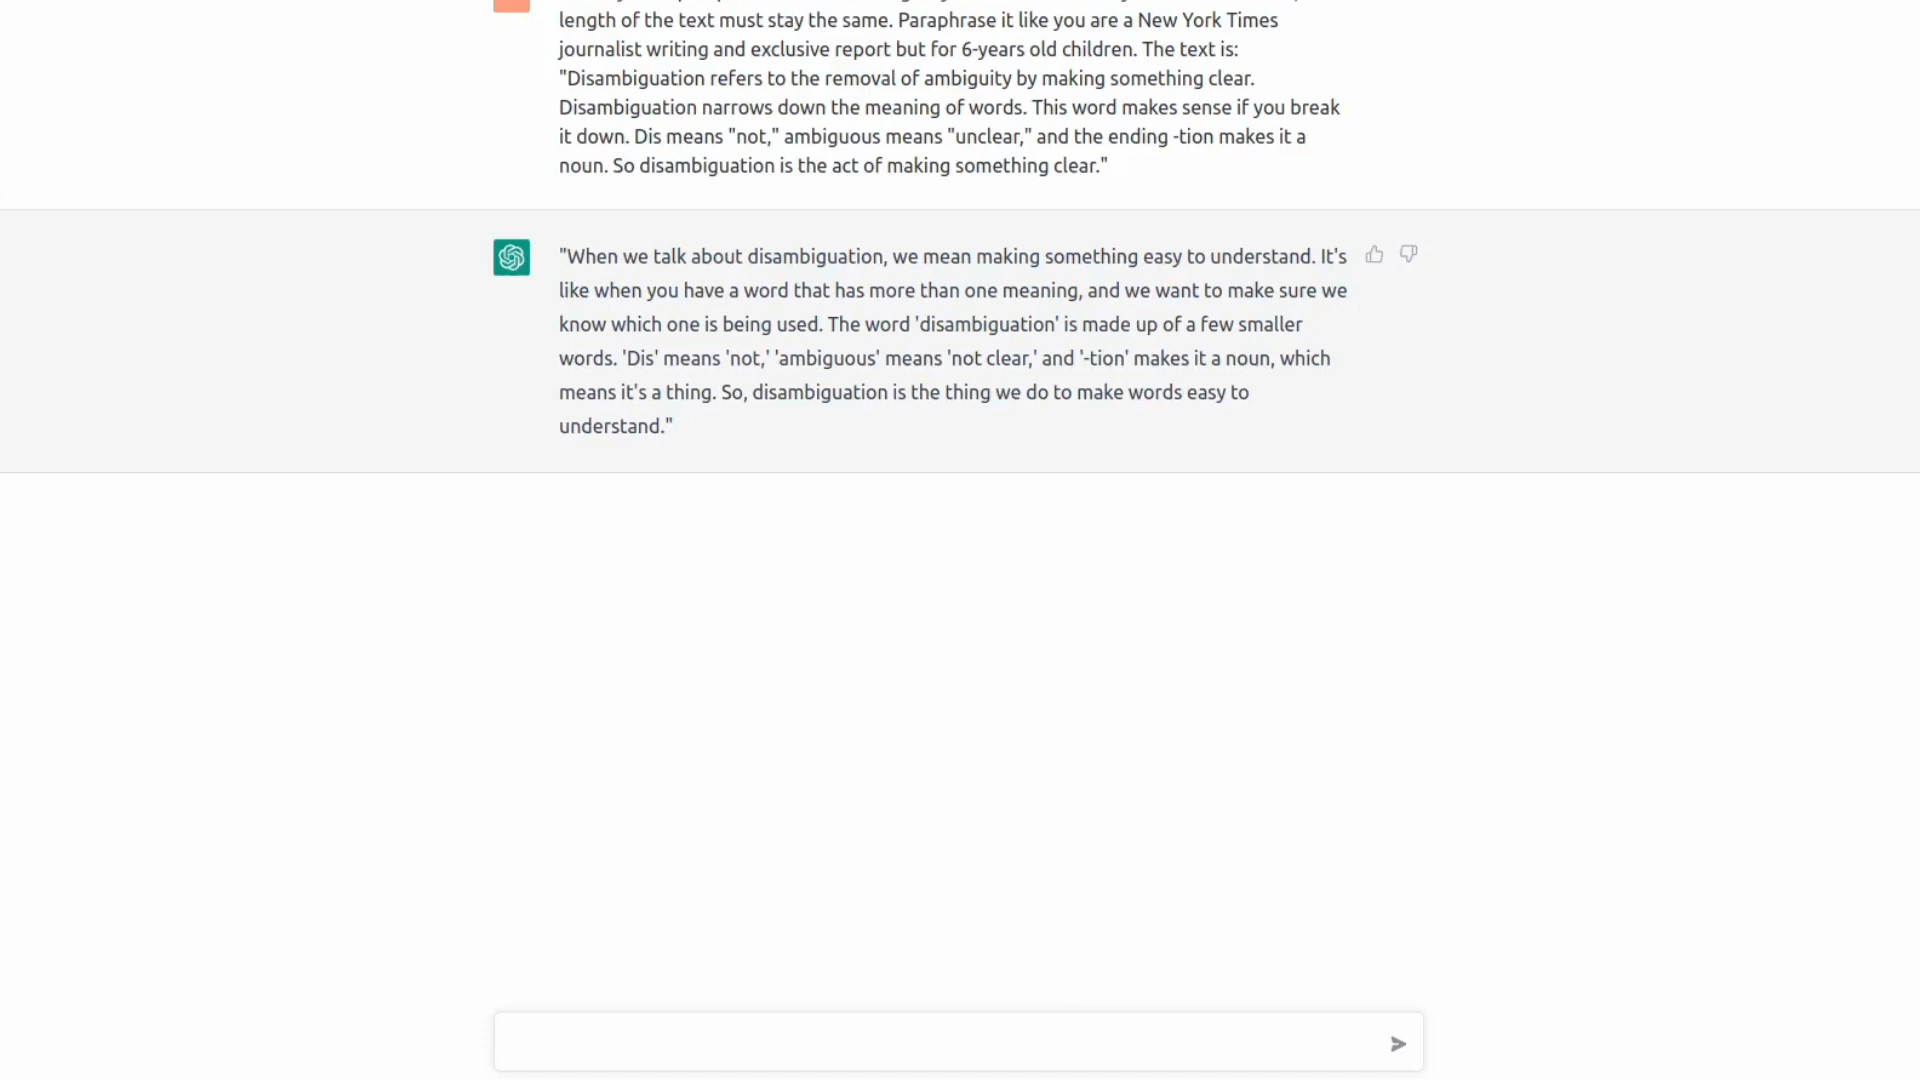 length of the text must stay the same. Paraphrase it like you are a New York Times
journalist writing and exclusive report but for 6-years old children. The text is:
"Disambiguation refers to the removal of ambiguity by making something clear.
Disambiguation narrows down the meaning of words. This word makes sense if you break
it down. Dis means "not," ambiguous means "unclear," and the ending -tion makes it a
noun. So disambiguation is the act of making something clear."
"When we talk about disambiguation, we mean making something easy to understand. It's
like when you have a word that has more than one meaning, and we want to make sure we
know which one is being used. The word 'disambiguation' is made up of a few smaller
words. 'Dis' means 'not,' 'ambiguous' means 'not clear,' and '-tion' makes it a noun, which
means it's a thing. So, disambiguation is the thing we do to make words easy to
understand."